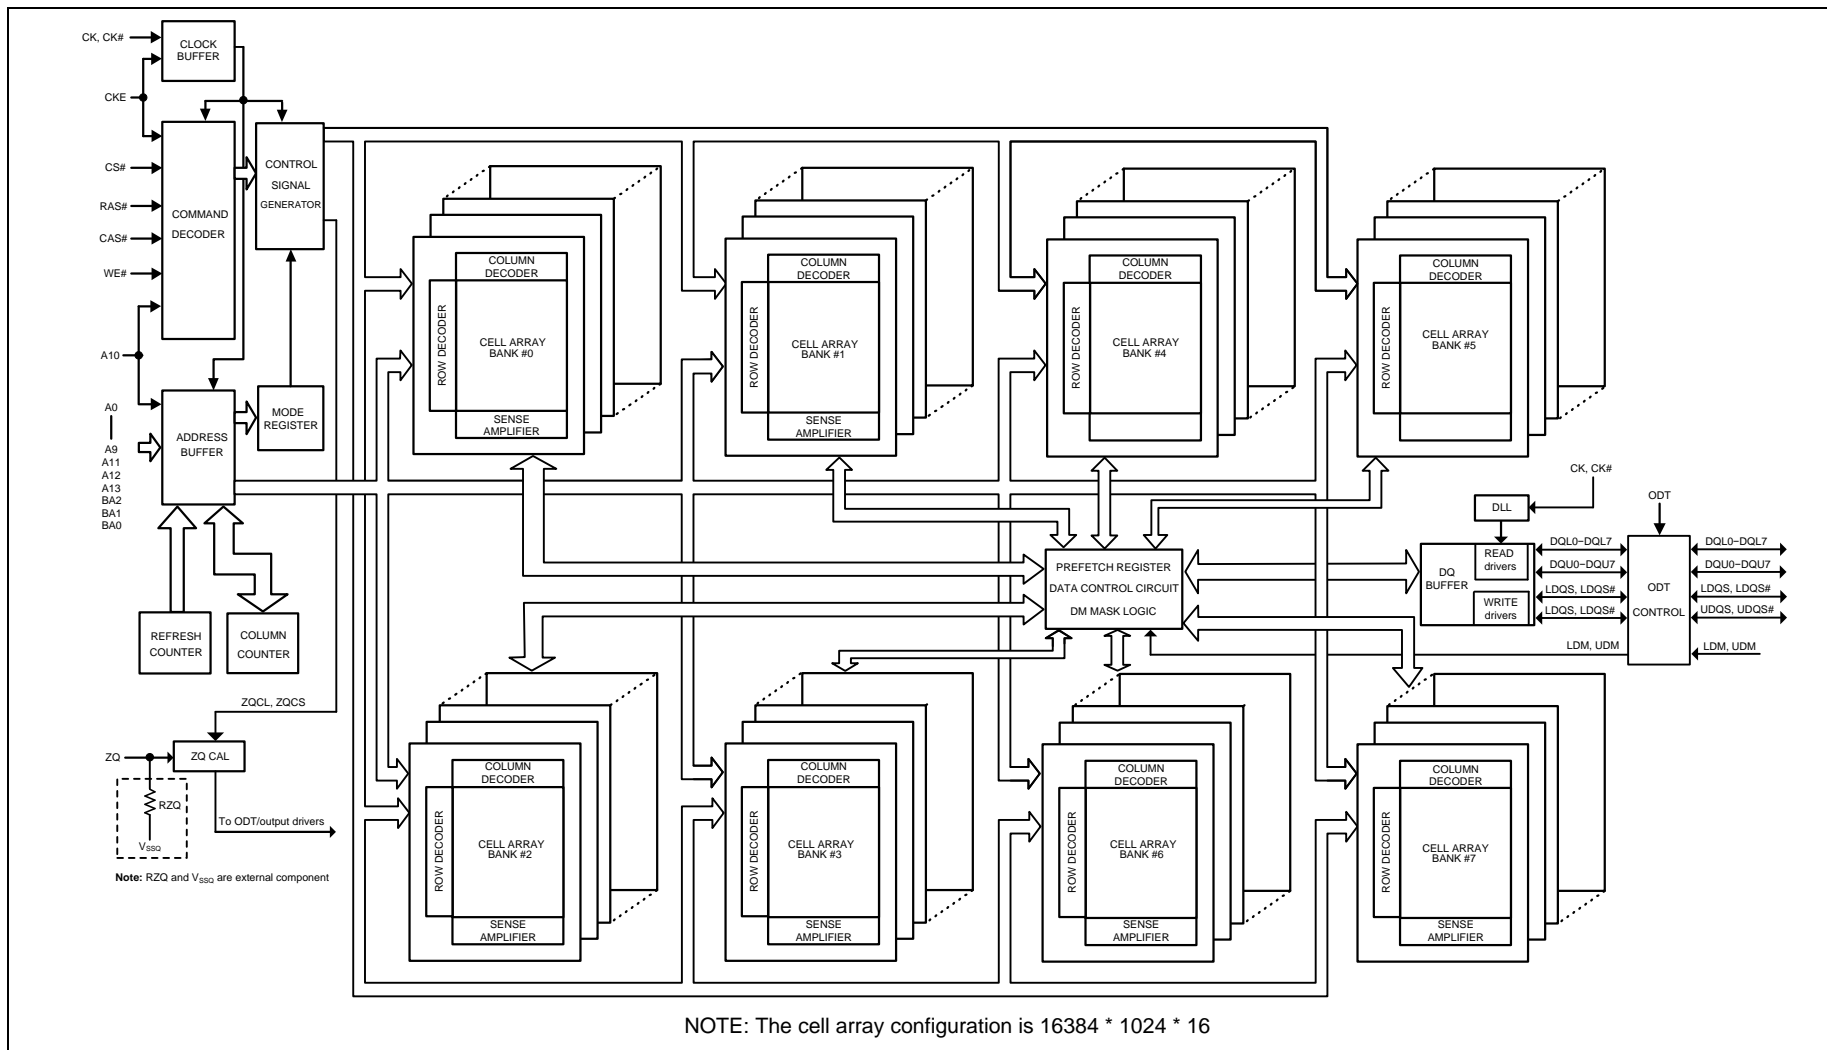 CK, CK#
CLOCK
BUFFER
CKE
CS#
RAS#
CAS#
WE#
COMMAND
DECODER
CONTROL
SIGNAL
GENERATOR
A10
A0
A9
A11
A12
A13
BA2
BA1
BA0
ADDRESS
BUFFER
MODE
REGISTER
REFRESH
COUNTER
COLUMN
COUNTER
ZQCL, ZQCS
ZQ
ZQ CAL
RZQ
VSSQ
To ODT/output drivers
Note: RZQ and VSSQ are external component
COLUMN
DECODER
ROW DECODER
CELL ARRAY
BANK #0
SENSE
AMPLIFIER
COLUMN
DECODER
ROW DECODER
CELL ARRAY
BANK #1
SENSE
AMPLIFIER
COLUMN
DECODER
ROW DECODER
CELL ARRAY
BANK #4
COLUMN
DECODER
ROW DECODER
CELL ARRAY
BANK #5
PREFETCH REGISTER
DATA CONTROL CIRCUIT
DM MASK LOGIC
CK, CK#
DLL
ODT
DQ
BUFFER
READ
drivers
WRITE
drivers
DQL0~DQL7
DQU0~DQU7
LDQS, LDQS#
LDQS, LDQS#
LDM, UDM
ODT
CONTROL
DQL0~DQL7
DQU0~DQU7
LDQS, LDQS#
UDQS, UDQS#
LDM, UDM
COLUMN
DECODER
ROW DECODER
CELL ARRAY
BANK #2
SENSE
AMPLIFIER
COLUMN
DECODER
ROW DECODER
CELL ARRAY
BANK #3
SENSE
AMPLIFIER
COLUMN
DECODER
ROW DECODER
CELL ARRAY
BANK #6
SENSE
AMPLIFIER
COLUMN
DECODER
ROW DECODER
CELL ARRAY
BANK #7
SENSE
AMPLIFIER
NOTE: The cell array configuration is 16384 * 1024 * 16